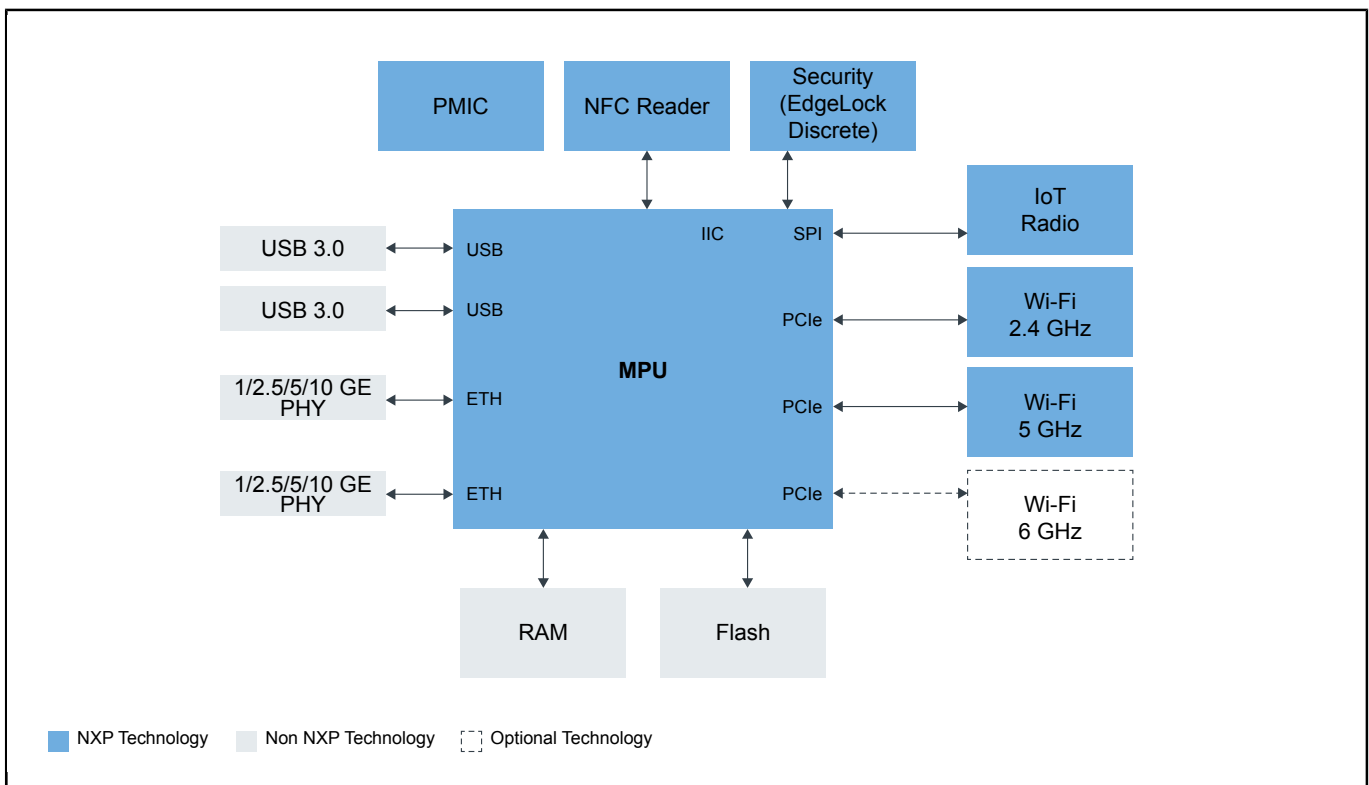 PMIC
NFC Reader
Security
(EdgeLock
Discrete)
IoT
Radio
USB 3.0
USB
IIC
SPI
USB 3.0
USB
PCIe
Wi-Fi
2.4 GHz
MPU
1/2.5/5/10 GE
PHY
ETH
PCIe
Wi-Fi
5 GHz
1/2.5/5/10 GE
PHY
ETH
PCIe
Wi-Fi
6 GHz
RAM
Flash
NXP Technology
Non NXP Technology
Optional Technology